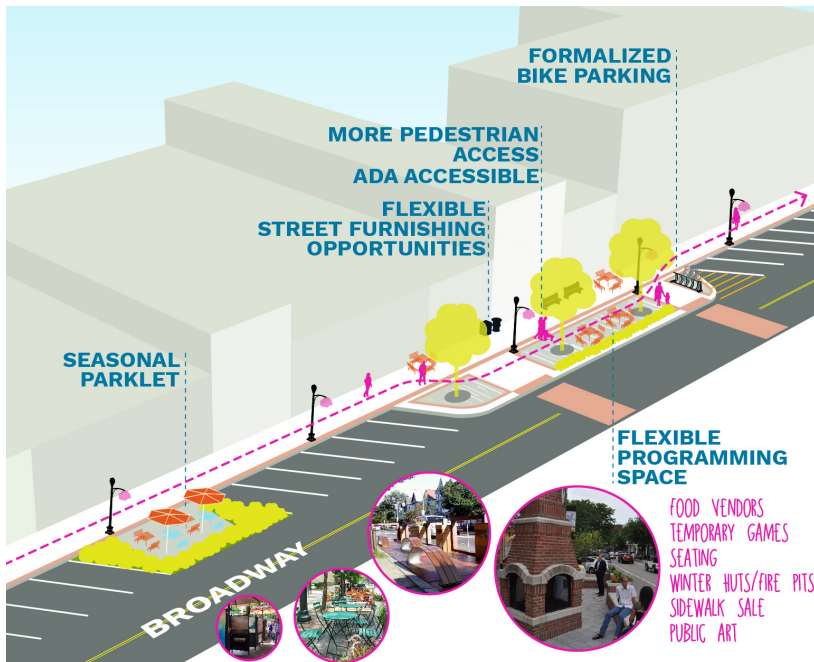 FORMALIZED
BIKE PARKING
MORE PEDESTRIAN
ACCESS
ADA ACCESSIBLE
FLEXIBLE
STREET FURNISHING
OPPORTUNITIES
SEASONAL
PARKLET
FLEXIBLE
PROGRAMMING
SPACE
FOOD VENDORS
TEMPORARY GAMES
SEATING
WINTER HUTS/FIRE PITS
SIDEWALK SALE
PUBLIC ART
BROADWAY